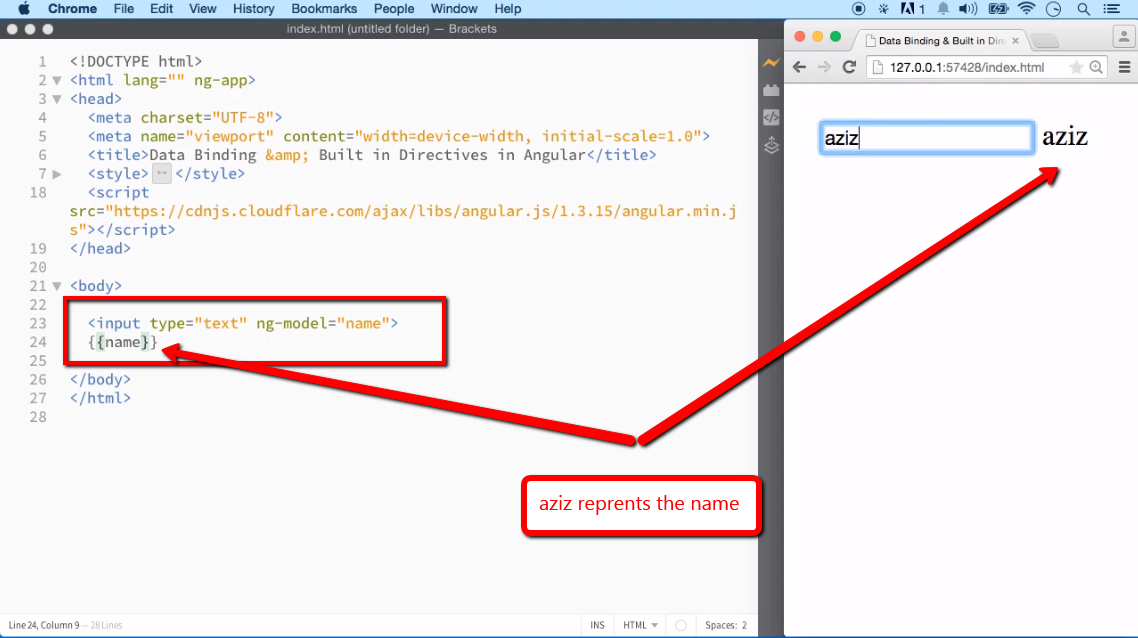 Chrome File Edit View History Bookmarks People Window Help
1
index.html (untitled folder) — Brackets
1 <!DOCTYPE html>
2 <html lang="" ng-app>
3 <head>
4 <meta charset="UTF-8">
5 <meta name="viewport" content="width=device-width, initial-scale=1.0">
6 <title>Data Binding &amp; Built in Directives in Angular</title>
7 <style></style>
18 <script
src="https://cdnjs.cloudflare.com/ajax/libs/angular.js/1.3.15/angular.min.j
s"></script>
19 </head>
20
21 <body>
22
23 <input type="text" ng-model="name">
24 {{name}}
25
26 </body>
27 </html>
28
aziz reprents the name
Line 24, Column 9 — 28 Lines
INS HTML Spaces: 2
Data Binding & Built in Dire
127.0.0.1:57428/index.html
aziz aziz